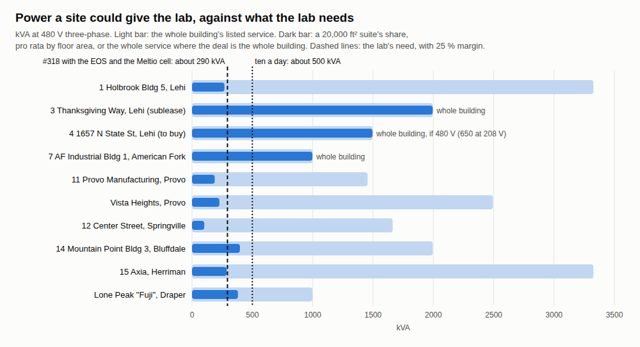 Power a site could give the lab, against what the lab needs
kVA at 480 V three-phase. Light bar: the whole building's listed service. Dark bar: a 20,000 ft² suite's share,
pro rata by floor area, or the whole service where the deal is the whole building. Dashed lines: the lab's need, with 25 % margin.
#318 with the EOS and the Meltio cell: about 290 kVA
ten a day: about 500 kVA
1 Holbrook Bldg 5, Lehi
3 Thanksgiving Way, Lehi (sublease)
whole building
4 1657 N State St, Lehi (to buy)
whole building, if 480 V (650 at 208 V)
7 AF Industrial Bldg 1, American Fork
whole building
11 Provo Manufacturing, Provo
Vista Heights, Provo
12 Center Street, Springville
14 Mountain Point Bldg 3, Bluffdale
15 Axia, Herriman
Lone Peak "Fuji", Draper
0
500
1000
1500
2000
2500
3000
3500
kVA